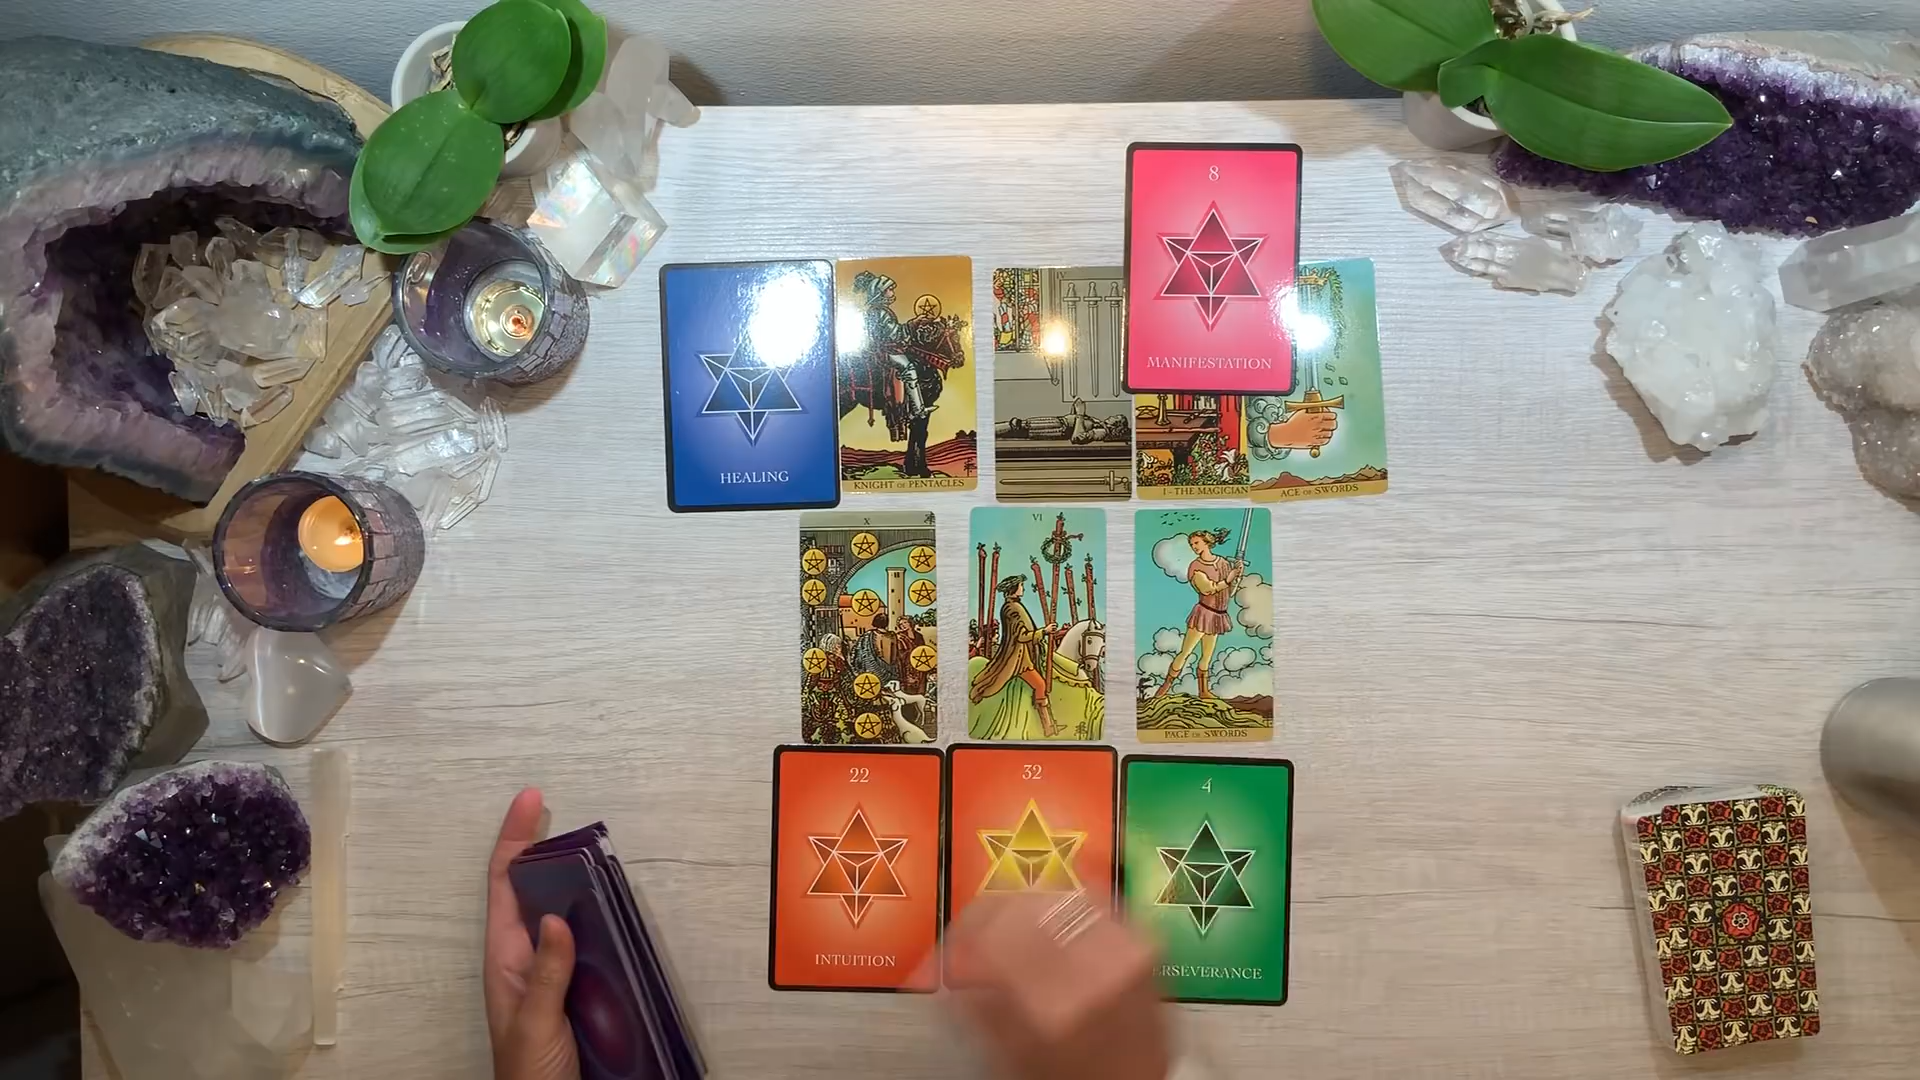 8
MANIFESTATION
HEALING
KNIGHT OF PENTACLES
I - THE MAGICIAN
ACE OF SWORDS
X
VI
PAGE OF SWORDS
22
32
4
INTUITION
ERSEVERANCE